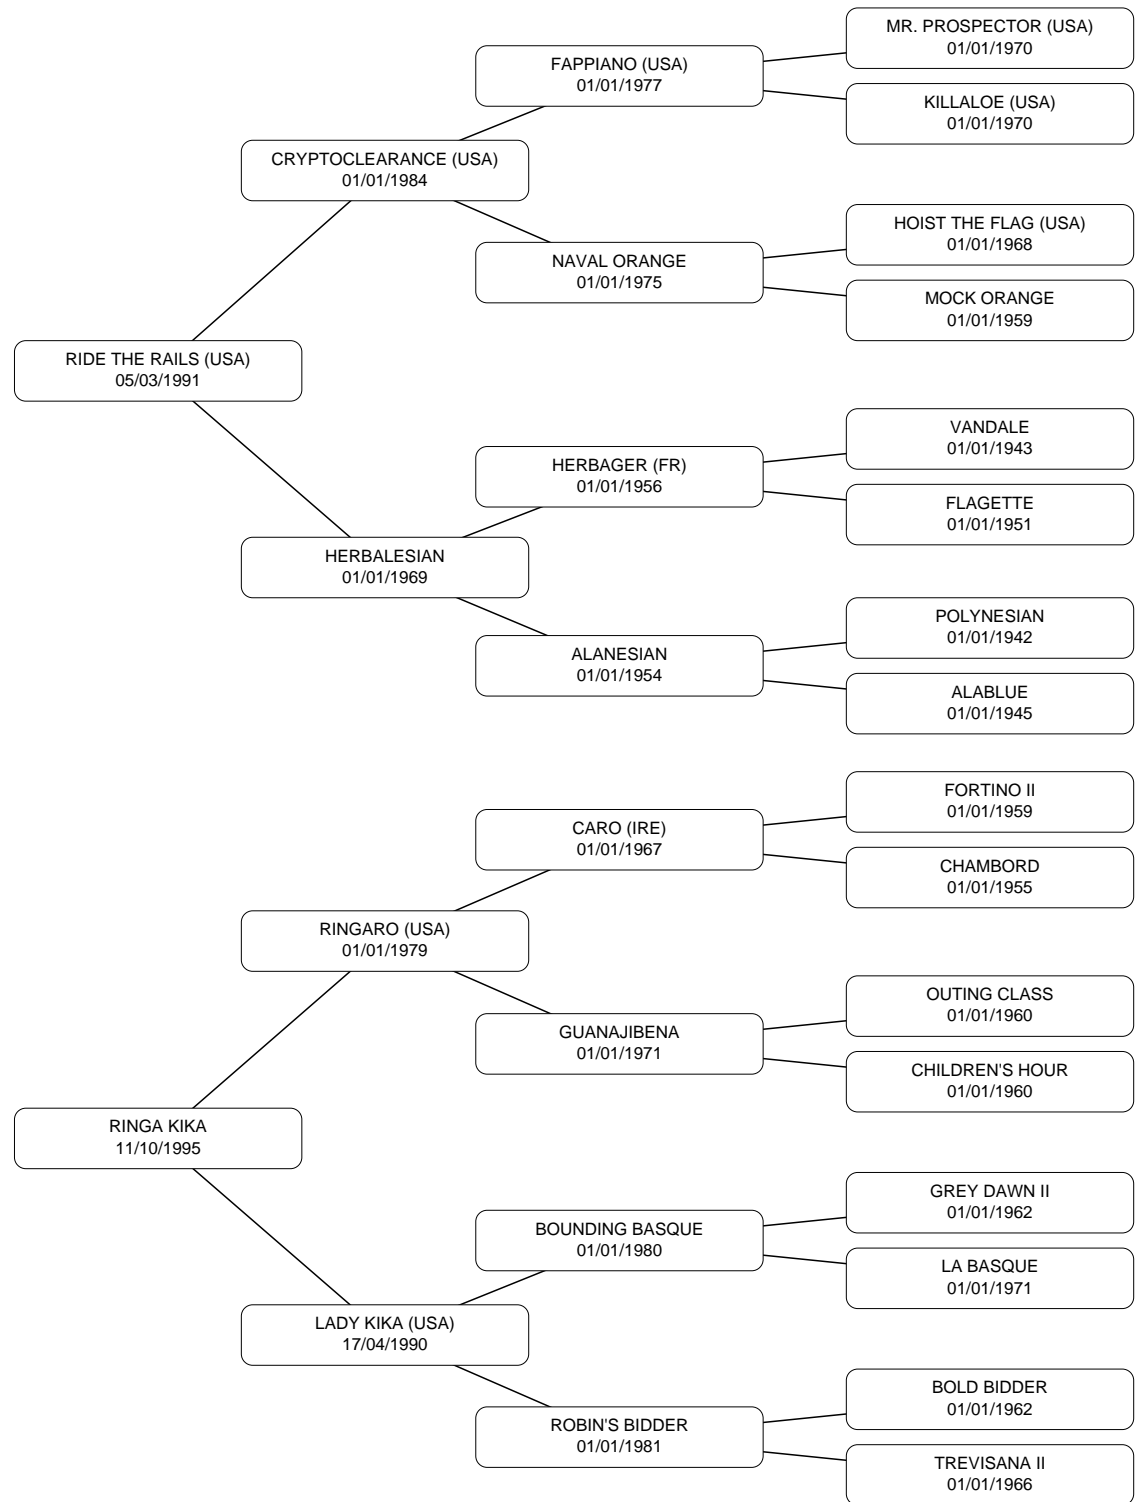 MR. PROSPECTOR (USA)
01/01/1970
FAPPIANO (USA)
01/01/1977
KILLALOE (USA)
01/01/1970
CRYPTOCLEARANCE (USA)
01/01/1984
HOIST THE FLAG (USA)
01/01/1968
NAVAL ORANGE
01/01/1975
MOCK ORANGE
01/01/1959
RIDE THE RAILS (USA)
05/03/1991
VANDALE
01/01/1943
HERBAGER (FR)
01/01/1956
FLAGETTE
01/01/1951
HERBALESIAN
01/01/1969
POLYNESIAN
01/01/1942
ALANESIAN
01/01/1954
ALABLUE
01/01/1945
FORTINO II
01/01/1959
CARO (IRE)
01/01/1967
CHAMBORD
01/01/1955
RINGARO (USA)
01/01/1979
OUTING CLASS
01/01/1960
GUANAJIBENA
01/01/1971
CHILDREN'S HOUR
01/01/1960
RINGA KIKA
11/10/1995
GREY DAWN II
01/01/1962
BOUNDING BASQUE
01/01/1980
LA BASQUE
01/01/1971
LADY KIKA (USA)
17/04/1990
BOLD BIDDER
01/01/1962
ROBIN'S BIDDER
01/01/1981
TREVISANA II
01/01/1966